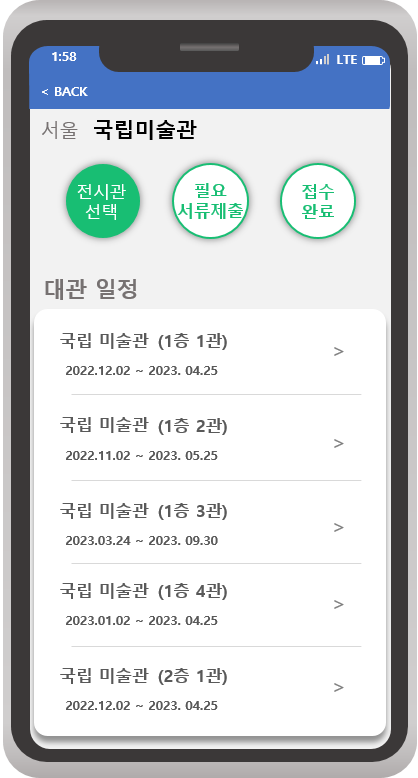 1:58 LTE
< BACK
서울 국립미술관
전시관
선택
필요
서류제출
접수
완료
대관 일정
국립 미술관 (1층 1관)
2022.12.02 ~ 2023. 04.25
>
국립 미술관 (1층 2관)
2022.11.02 ~ 2023. 05.25
>
국립 미술관 (1층 3관)
2023.03.24 ~ 2023. 09.30
>
국립 미술관 (1층 4관)
2023.01.02 ~ 2023. 04.25
>
국립 미술관 (2층 1관)
2022.12.02 ~ 2023. 04.25
>